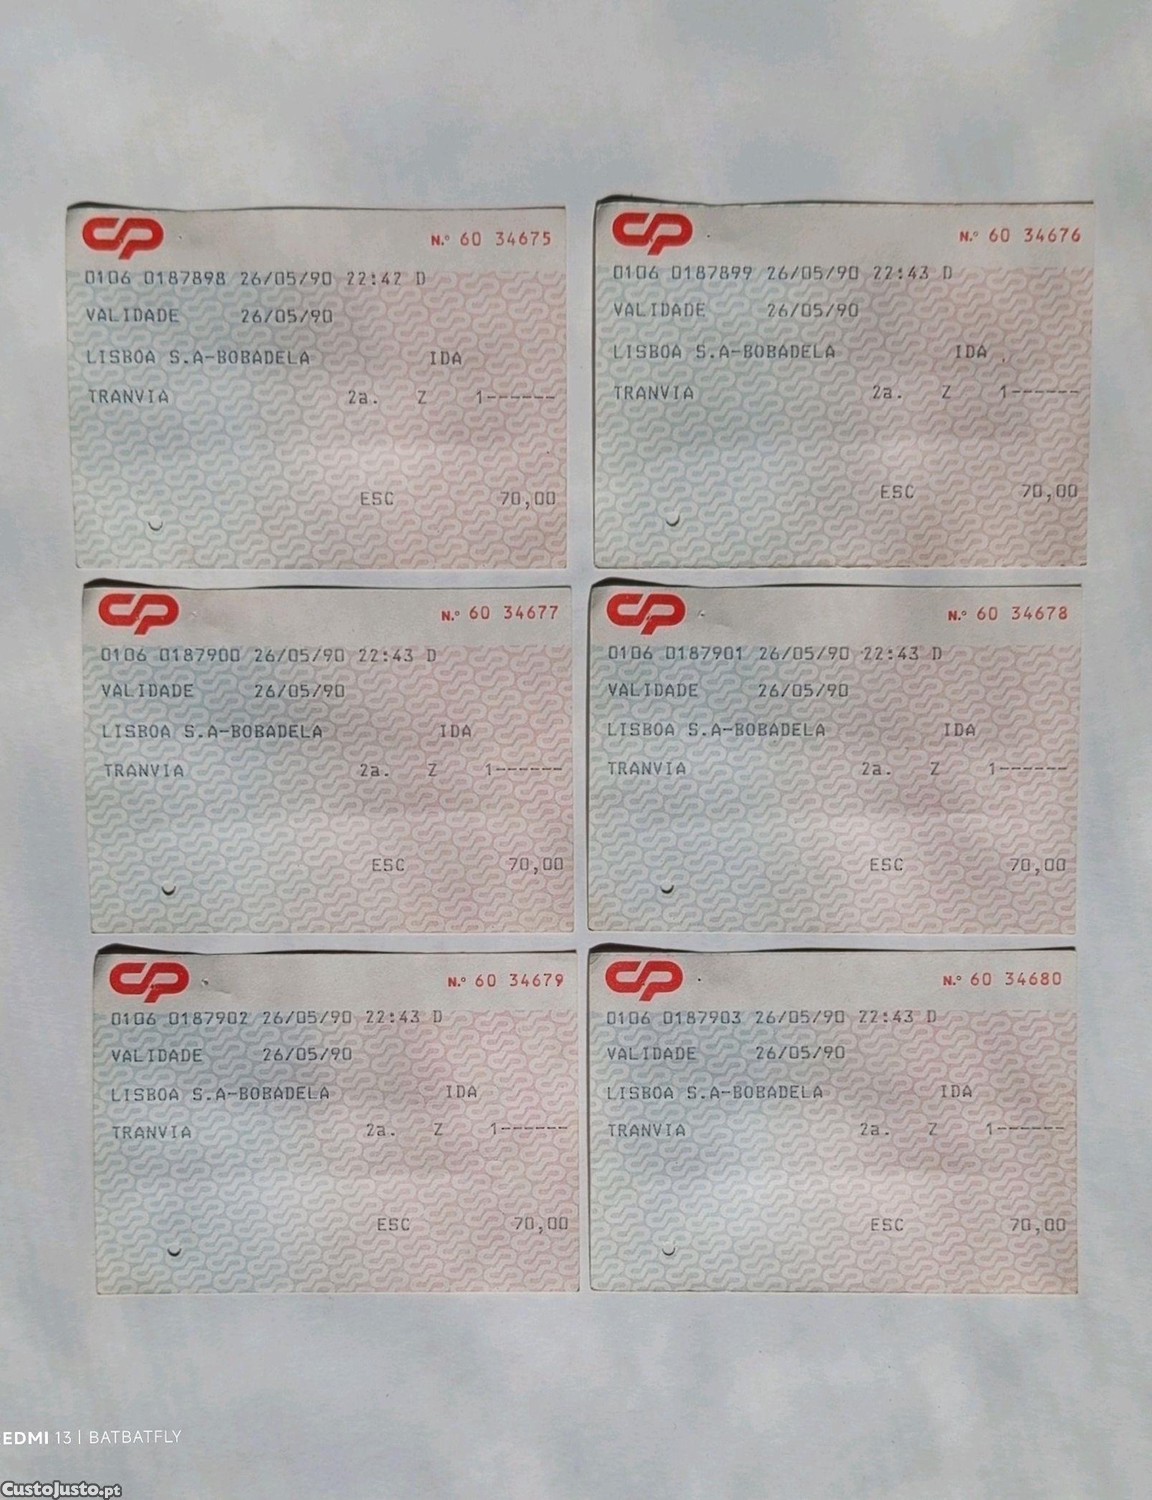 CP N.º 60 34675
0106 0187898 26/05/90 22:42 D
VALIDADE 26/05/90
LISBOA S.A-BOBADELA IDA
TRANVIA 2a. Z 1------
ESC 70,00
CP N.º 60 34676
0106 0187899 26/05/90 22:43 D
VALIDADE 26/05/90
LISBOA S.A-BOBADELA IDA
TRANVIA 2a. Z 1------
ESC 70,00
CP N.º 60 34677
0106 0187900 26/05/90 22:43 D
VALIDADE 26/05/90
LISBOA S.A-BOBADELA IDA
TRANVIA 2a. Z 1------
ESC 70,00
CP N.º 60 34678
0106 0187901 26/05/90 22:43 D
VALIDADE 26/05/90
LISBOA S.A-BOBADELA IDA
TRANVIA 2a. Z 1------
ESC 70,00
CP N.º 60 34679
0106 0187902 26/05/90 22:43 D
VALIDADE 26/05/90
LISBOA S.A-BOBADELA IDA
TRANVIA 2a. Z 1------
ESC 70,00
CP N.º 60 34680
0106 0187903 26/05/90 22:43 D
VALIDADE 26/05/90
LISBOA S.A-BOBADELA IDA
TRANVIA 2a. Z 1------
ESC 70,00
EDMI 13 | BATBATFLY
CustoJusto.pt